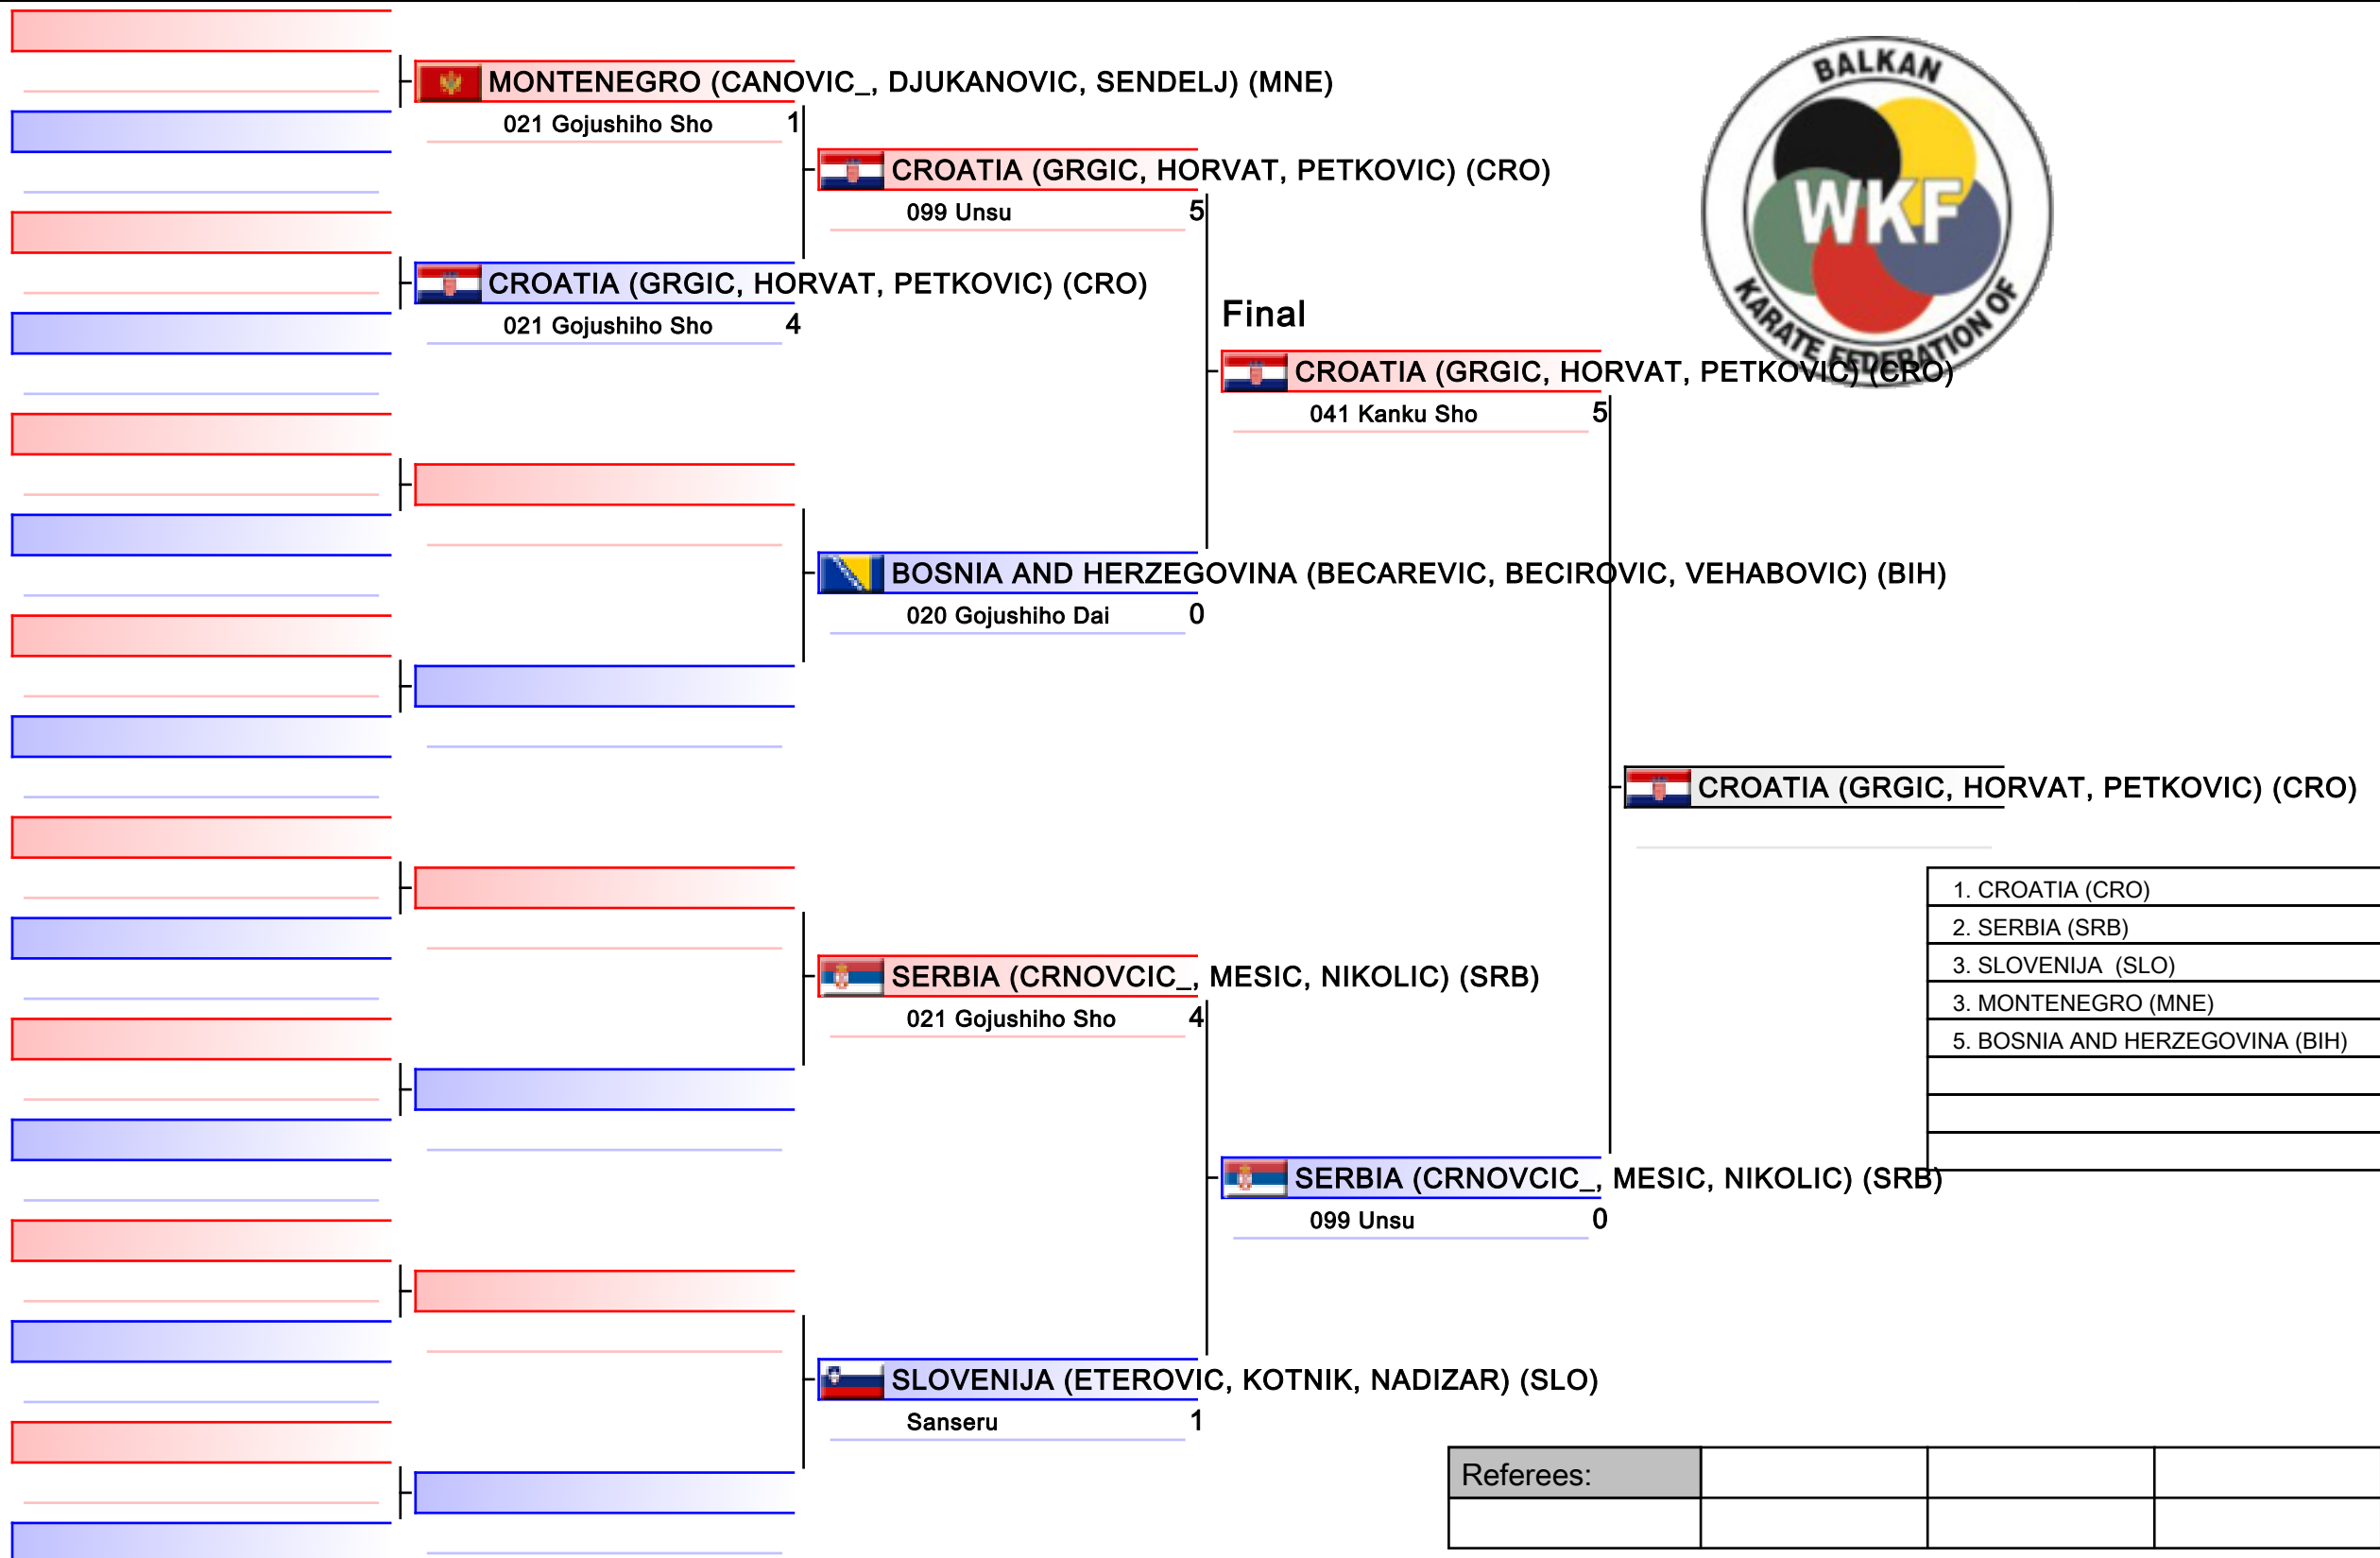 MONTENEGRO (CANOVIC_, DJUKANOVIC, SENDELJ) (MNE)
021 Gojushiho Sho 1
CROATIA (GRGIC, HORVAT, PETKOVIC) (CRO)
099 Unsu 5
CROATIA (GRGIC, HORVAT, PETKOVIC) (CRO)
021 Gojushiho Sho 4
BALKAN
WKF
KARATE FEDERATION OF
Final
CROATIA (GRGIC, HORVAT, PETKOVIC) (CRO)
041 Kanku Sho 5
BOSNIA AND HERZEGOVINA (BECAREVIC, BECIROVIC, VEHABOVIC) (BIH)
020 Gojushiho Dai 0
CROATIA (GRGIC, HORVAT, PETKOVIC) (CRO)
1. CROATIA (CRO)
2. SERBIA (SRB)
3. SLOVENIJA  (SLO)
3. MONTENEGRO (MNE)
5. BOSNIA AND HERZEGOVINA (BIH)
SERBIA (CRNOVCIC_, MESIC, NIKOLIC) (SRB)
021 Gojushiho Sho 4
SERBIA (CRNOVCIC_, MESIC, NIKOLIC) (SRB)
099 Unsu 0
SLOVENIJA (ETEROVIC, KOTNIK, NADIZAR) (SLO)
Sanseru 1
Referees: